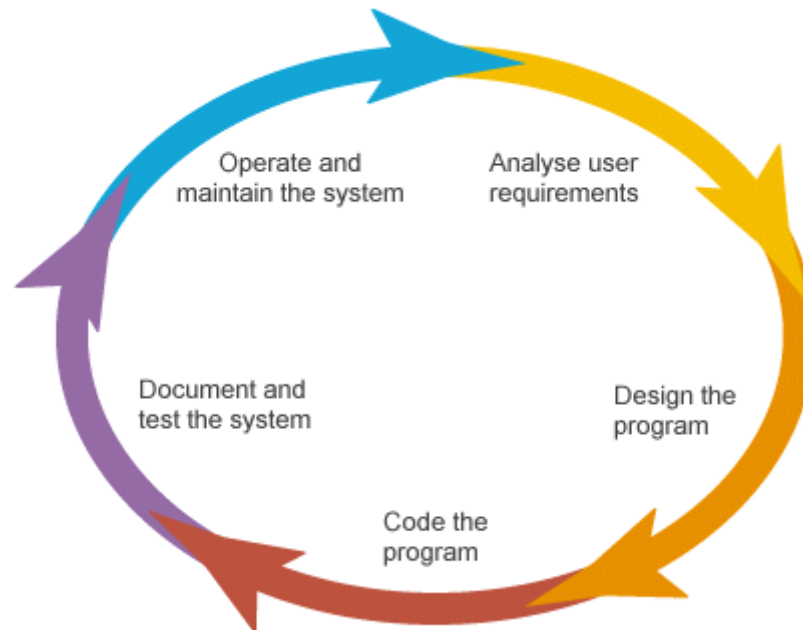 Operate and
maintain the system
Analyse user
requirements
Design the
program
Code the
program
Document and
test the system